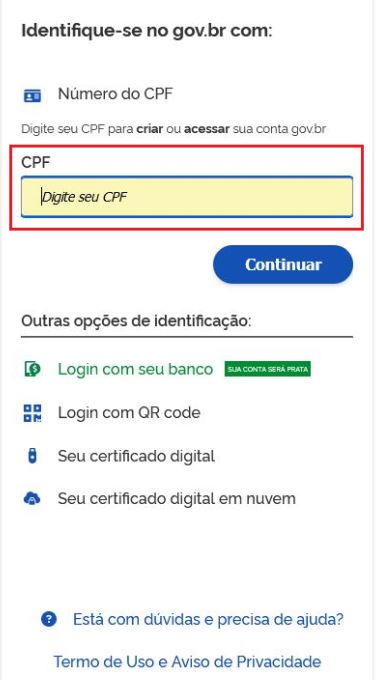 Identifique-se no gov.br com:
Número do CPF
Digite seu CPF para criar ou acessar sua conta gov.br
CPF
Digite seu CPF
Continuar
Outras opções de identificação:
Login com seu banco SUA CONTA SERÁ PRATA
Login com QR code
Seu certificado digital
Seu certificado digital em nuvem
Está com dúvidas e precisa de ajuda?
Termo de Uso e Aviso de Privacidade